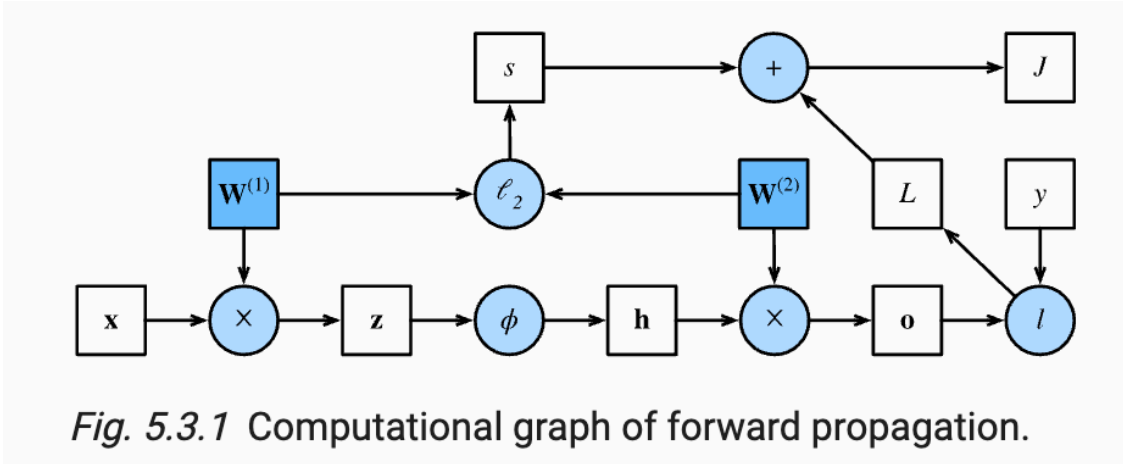 s + J
W(1) ℓ2 W(2) L y
x × z ϕ h × o l
Fig. 5.3.1 Computational graph of forward propagation.